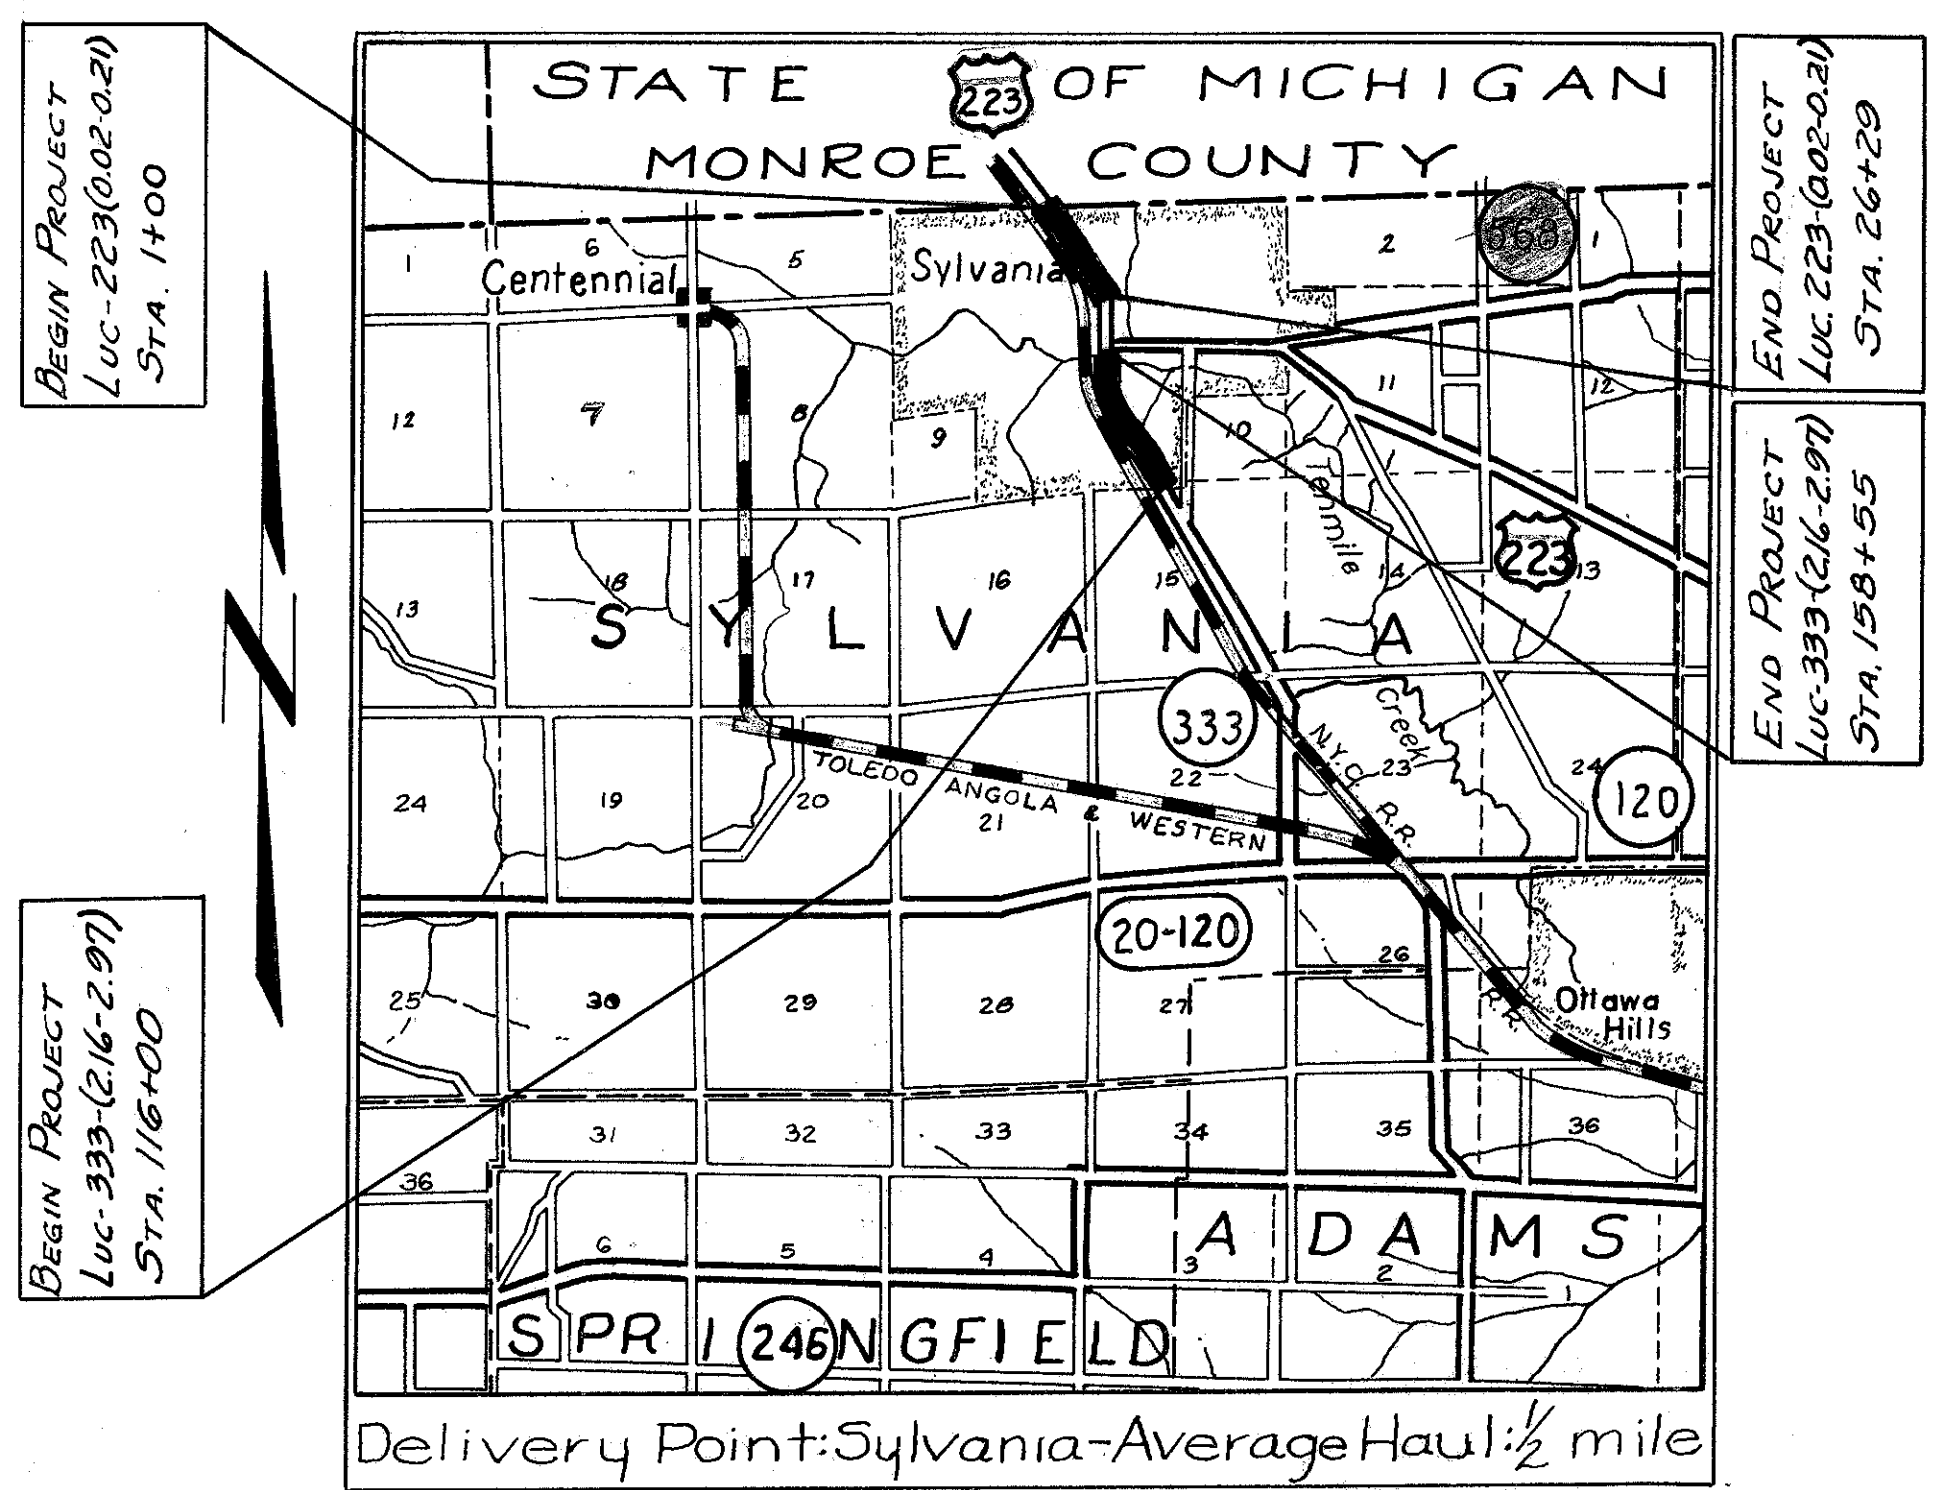 BEGIN PROJECT
LUC-223(0.02-0.21)
STA. 1+00
STATE OF MICHIGAN
223
MONROE COUNTY
END PROJECT
LUC.223-(0.02-0.21)
STA. 26+29
1
6
5
2
568
1
Centennial
Sylvania
12
7
8
9
10
11
12
END PROJECT
LUC-333-(2.16-2.97)
STA. 158+55
13
18
17
16
15
14
223
13
Tenmile
Creek
SYLVANIA
333
N.Y.C. R.R.
TOLEDO ANGOLA & WESTERN
24
19
20
21
22
23
24
120
20-120
25
30
29
28
27
26
R.R.
Ottawa
Hills
BEGIN PROJECT
LUC-333-(2.16-2.97)
STA. 116+00
36
31
32
33
34
35
36
ADAMS
6
5
4
3
2
1
SPRINGFIELD
246
Delivery Point:Sylvania-Average Haul:½ mile